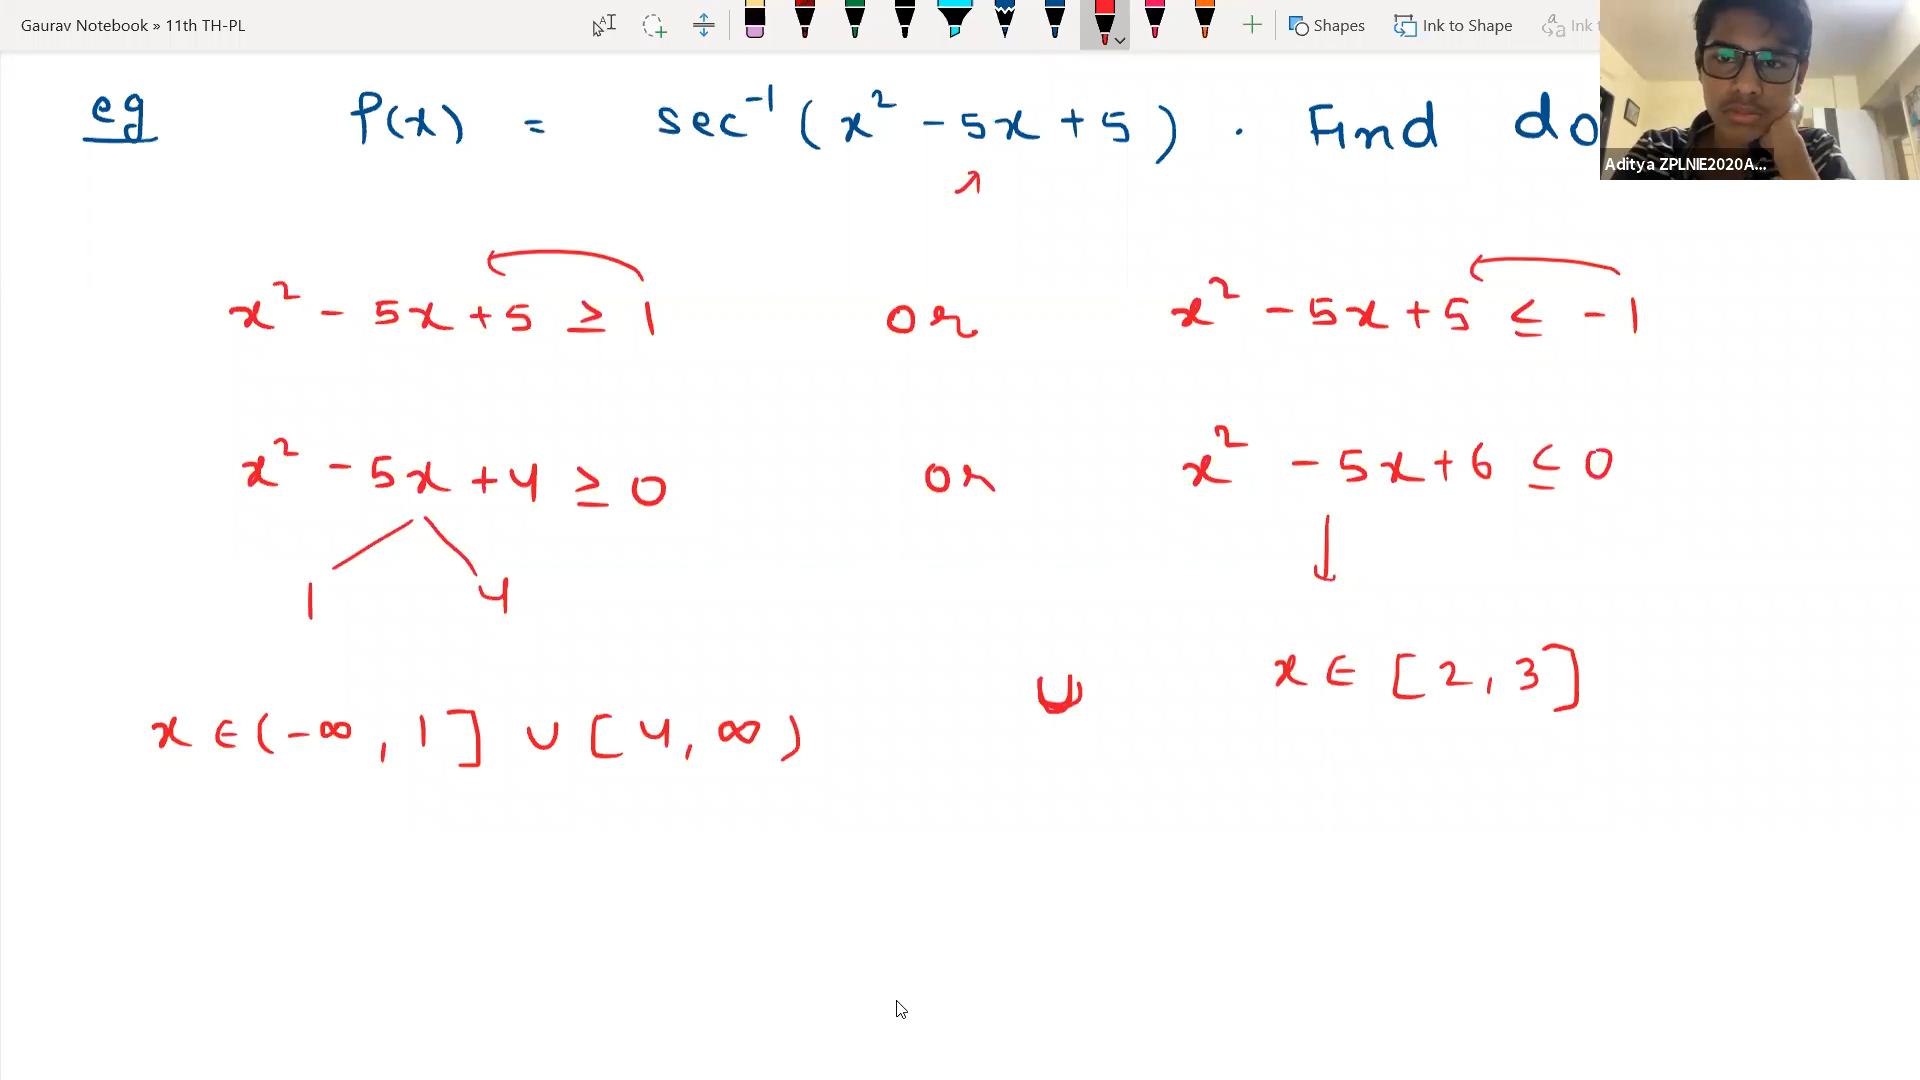 Gaurav Notebook » 11th TH-PL
Shapes Ink to Shape Ink
eg f(x) = sec⁻¹ (x² - 5x + 5) . Find do
Aditya ZPLNIE2020A...
x² - 5x + 5 ≥ 1 or x² - 5x + 5 ≤ -1
x² - 5x + 4 ≥ 0 or x² - 5x + 6 ≤ 0
1 4
x ∈ (-∞, 1] ∪ [4, ∞) ∪ x ∈ [2, 3]